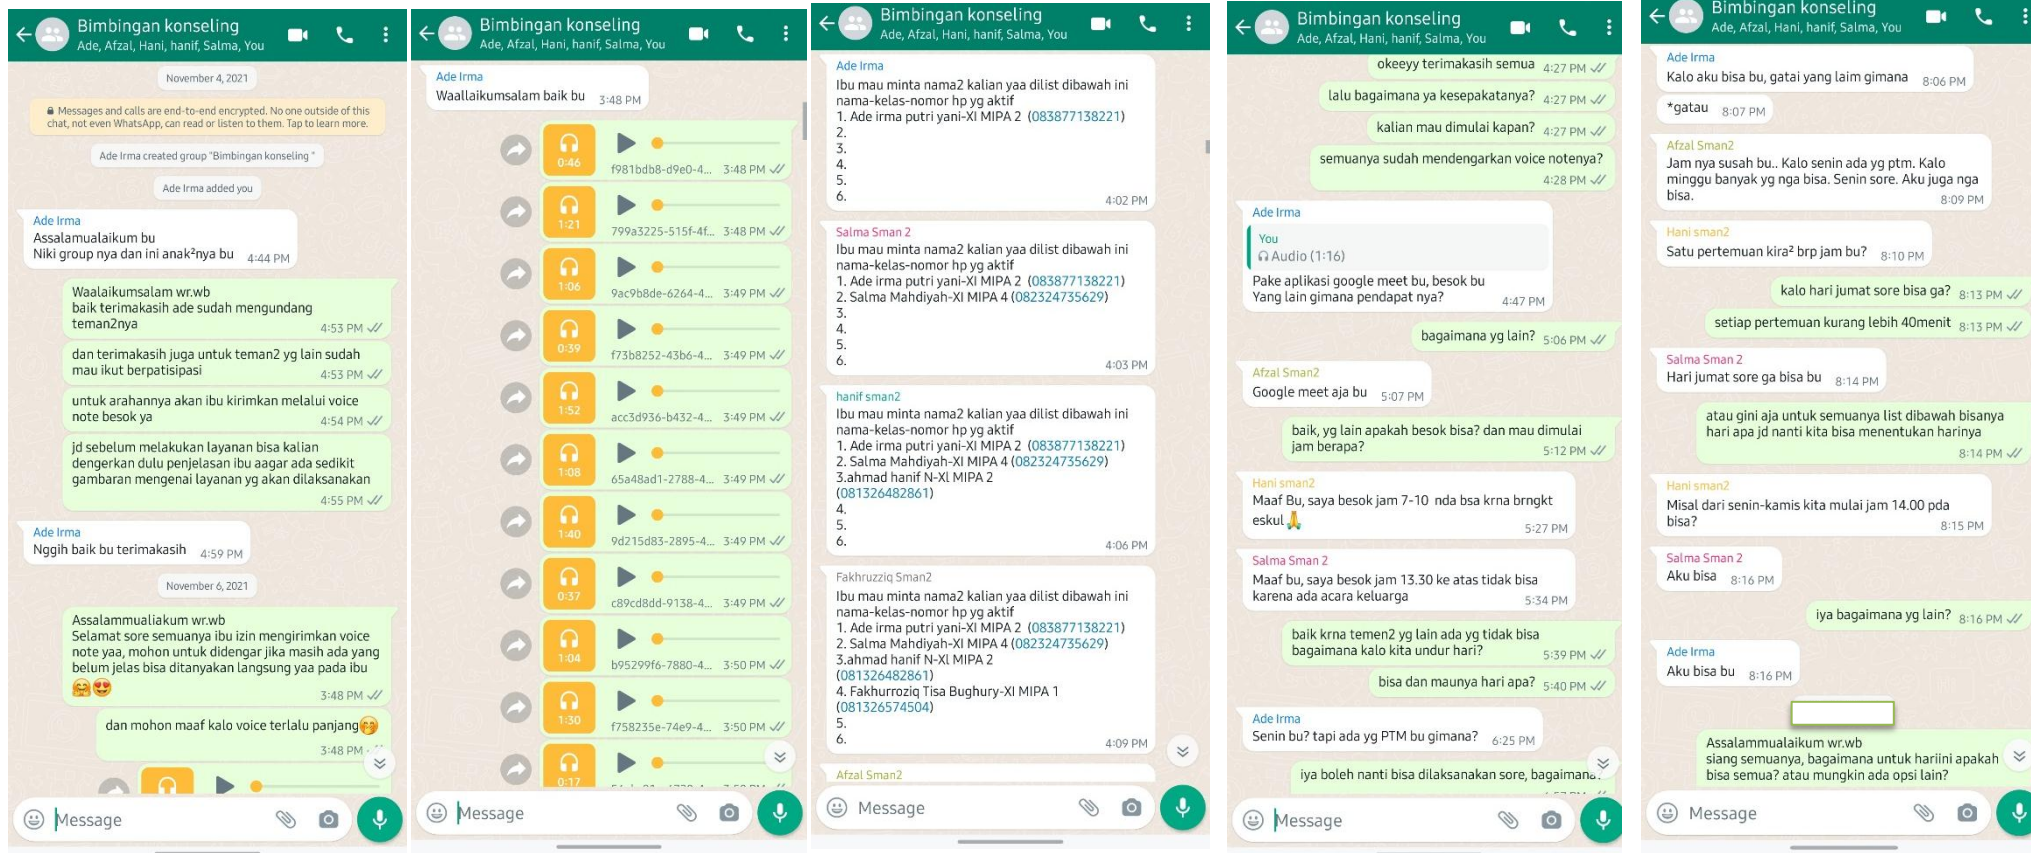 Bimbingan konseling
Ade, Afzal, Hani, hanif, Salma, You
November 4, 2021
Messages and calls are end-to-end encrypted. No one outside of this
chat, not even WhatsApp, can read or listen to them. Tap to learn more.
Ade Irma created group "Bimbingan konseling "
Ade Irma added you
Ade Irma
Assalamualaikum bu
Niki group nya dan ini anak²nya bu 4:44 PM
Waalaikumsalam wr.wb
baik terimakasih ade sudah mengundang
teman2nya 4:53 PM
dan terimakasih juga untuk teman2 yg lain sudah
mau ikut berpatisipasi 4:53 PM
untuk arahannya akan ibu kirimkan melalui voice
note besok ya 4:54 PM
jd sebelum melakukan layanan bisa kalian
dengerkan dulu penjelasan ibu aagar ada sedikit
gambaran mengenai layanan yg akan dilaksanakan
4:55 PM
Ade Irma
Nggih baik bu terimakasih 4:59 PM
November 6, 2021
Assalammualiakum wr.wb
Selamat sore semuanya ibu izin mengirimkan voice
note yaa, mohon untuk didengar jika masih ada yang
belum jelas bisa ditanyakan langsung yaa pada ibu
🤗😍 3:48 PM
dan mohon maaf kalo voice terlalu panjang🤭
3:48 PM
Message
Bimbingan konseling
Ade, Afzal, Hani, hanif, Salma, You
Ade Irma
Waallaikumsalam baik bu 3:48 PM
0:46 f981bdb8-d9e0-4... 3:48 PM
1:21 799a3225-515f-4f... 3:48 PM
1:06 9ac9b8de-6264-4... 3:49 PM
0:39 f73b8252-43b6-4... 3:49 PM
1:52 acc3d936-b432-4... 3:49 PM
1:08 65a48ad1-2788-4... 3:49 PM
1:40 9d215d83-2895-4... 3:49 PM
0:37 c89cd8dd-9138-4... 3:49 PM
1:04 b95299f6-7880-4... 3:50 PM
1:30 f758235e-74e9-4... 3:50 PM
0:17
Message
Bimbingan konseling
Ade, Afzal, Hani, hanif, Salma, You
Ade Irma
Ibu mau minta nama2 kalian yaa dilist dibawah ini
nama-kelas-nomor hp yg aktif
1. Ade irma putri yani-XI MIPA 2 (083877138221)
2.
3.
4.
5.
6. 4:02 PM
Salma Sman 2
Ibu mau minta nama2 kalian yaa dilist dibawah ini
nama-kelas-nomor hp yg aktif
1. Ade irma putri yani-XI MIPA 2 (083877138221)
2. Salma Mahdiyah-XI MIPA 4 (082324735629)
3.
4.
5.
6. 4:03 PM
hanif sman2
Ibu mau minta nama2 kalian yaa dilist dibawah ini
nama-kelas-nomor hp yg aktif
1. Ade irma putri yani-XI MIPA 2 (083877138221)
2. Salma Mahdiyah-XI MIPA 4 (082324735629)
3.ahmad hanif N-Xl MIPA 2
(081326482861)
4.
5.
6. 4:06 PM
Fakhruzziq Sman2
Ibu mau minta nama2 kalian yaa dilist dibawah ini
nama-kelas-nomor hp yg aktif
1. Ade irma putri yani-XI MIPA 2 (083877138221)
2. Salma Mahdiyah-XI MIPA 4 (082324735629)
3.ahmad hanif N-Xl MIPA 2
(081326482861)
4. Fakhurroziq Tisa Bughury-XI MIPA 1
(081326574504)
5.
6. 4:09 PM
Afzal Sman2
Message
Bimbingan konseling
Ade, Afzal, Hani, hanif, Salma, You
okeeyy terimakasih semua 4:27 PM
lalu bagaimana ya kesepakatanya? 4:27 PM
kalian mau dimulai kapan? 4:27 PM
semuanya sudah mendengarkan voice notenya?
4:28 PM
Ade Irma
You
Audio (1:16)
Pake aplikasi google meet bu, besok bu
Yang lain gimana pendapat nya? 4:47 PM
bagaimana yg lain? 5:06 PM
Afzal Sman2
Google meet aja bu 5:07 PM
baik, yg lain apakah besok bisa? dan mau dimulai
jam berapa? 5:12 PM
Hani sman2
Maaf Bu, saya besok jam 7-10 nda bsa krna brngkt
eskul🙏 5:27 PM
Salma Sman 2
Maaf bu, saya besok jam 13.30 ke atas tidak bisa
karena ada acara keluarga 5:34 PM
baik krna temen2 yg lain ada yg tidak bisa
bagaimana kalo kita undur hari? 5:39 PM
bisa dan maunya hari apa? 5:40 PM
Ade Irma
Senin bu? tapi ada yg PTM bu gimana? 6:25 PM
iya boleh nanti bisa dilaksanakan sore, bagaimana?
Message
Bimbingan konseling
Ade, Afzal, Hani, hanif, Salma, You
Ade Irma
Kalo aku bisa bu, gatai yang laim gimana 8:06 PM
*gatau 8:07 PM
Afzal Sman2
Jam nya susah bu.. Kalo senin ada yg ptm. Kalo
minggu banyak yg nga bisa. Senin sore. Aku juga nga
bisa. 8:09 PM
Hani sman2
Satu pertemuan kira² brp jam bu? 8:10 PM
kalo hari jumat sore bisa ga? 8:13 PM
setiap pertemuan kurang lebih 40menit 8:13 PM
Salma Sman 2
Hari jumat sore ga bisa bu 8:14 PM
atau gini aja untuk semuanya list dibawah bisanya
hari apa jd nanti kita bisa menentukan harinya
8:14 PM
Hani sman2
Misal dari senin-kamis kita mulai jam 14.00 pda
bisa? 8:15 PM
Salma Sman 2
Aku bisa 8:16 PM
iya bagaimana yg lain? 8:16 PM
Ade Irma
Aku bisa bu 8:16 PM
Assalammualaikum wr.wb
siang semuanya, bagaimana untuk hariini apakah
bisa semua? atau mungkin ada opsi lain?
Message